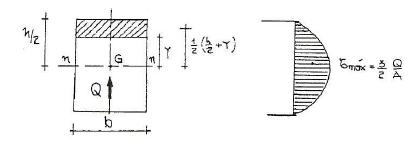 h/2
n
G
n
Y
1/2 (h/2 + Y)
Q
b
τmáx = 3/2 Q/A